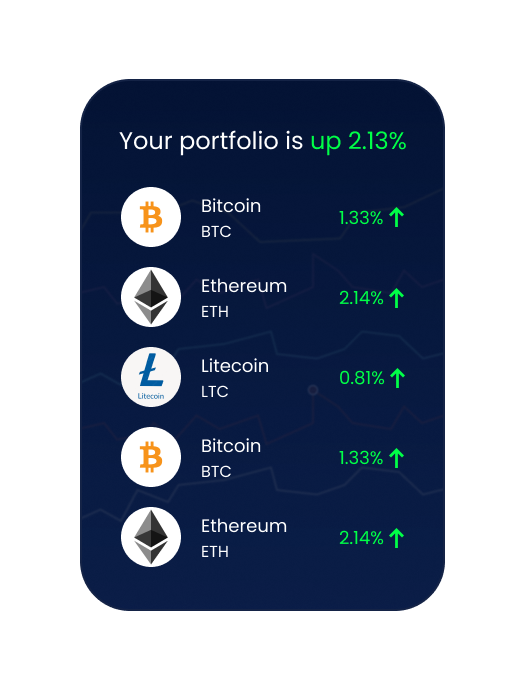 Your portfolio is up 2.13%
Bitcoin
BTC
1.33%
Ethereum
ETH
2.14%
Litecoin
Litecoin
LTC
0.81%
Bitcoin
BTC
1.33%
Ethereum
ETH
2.14%